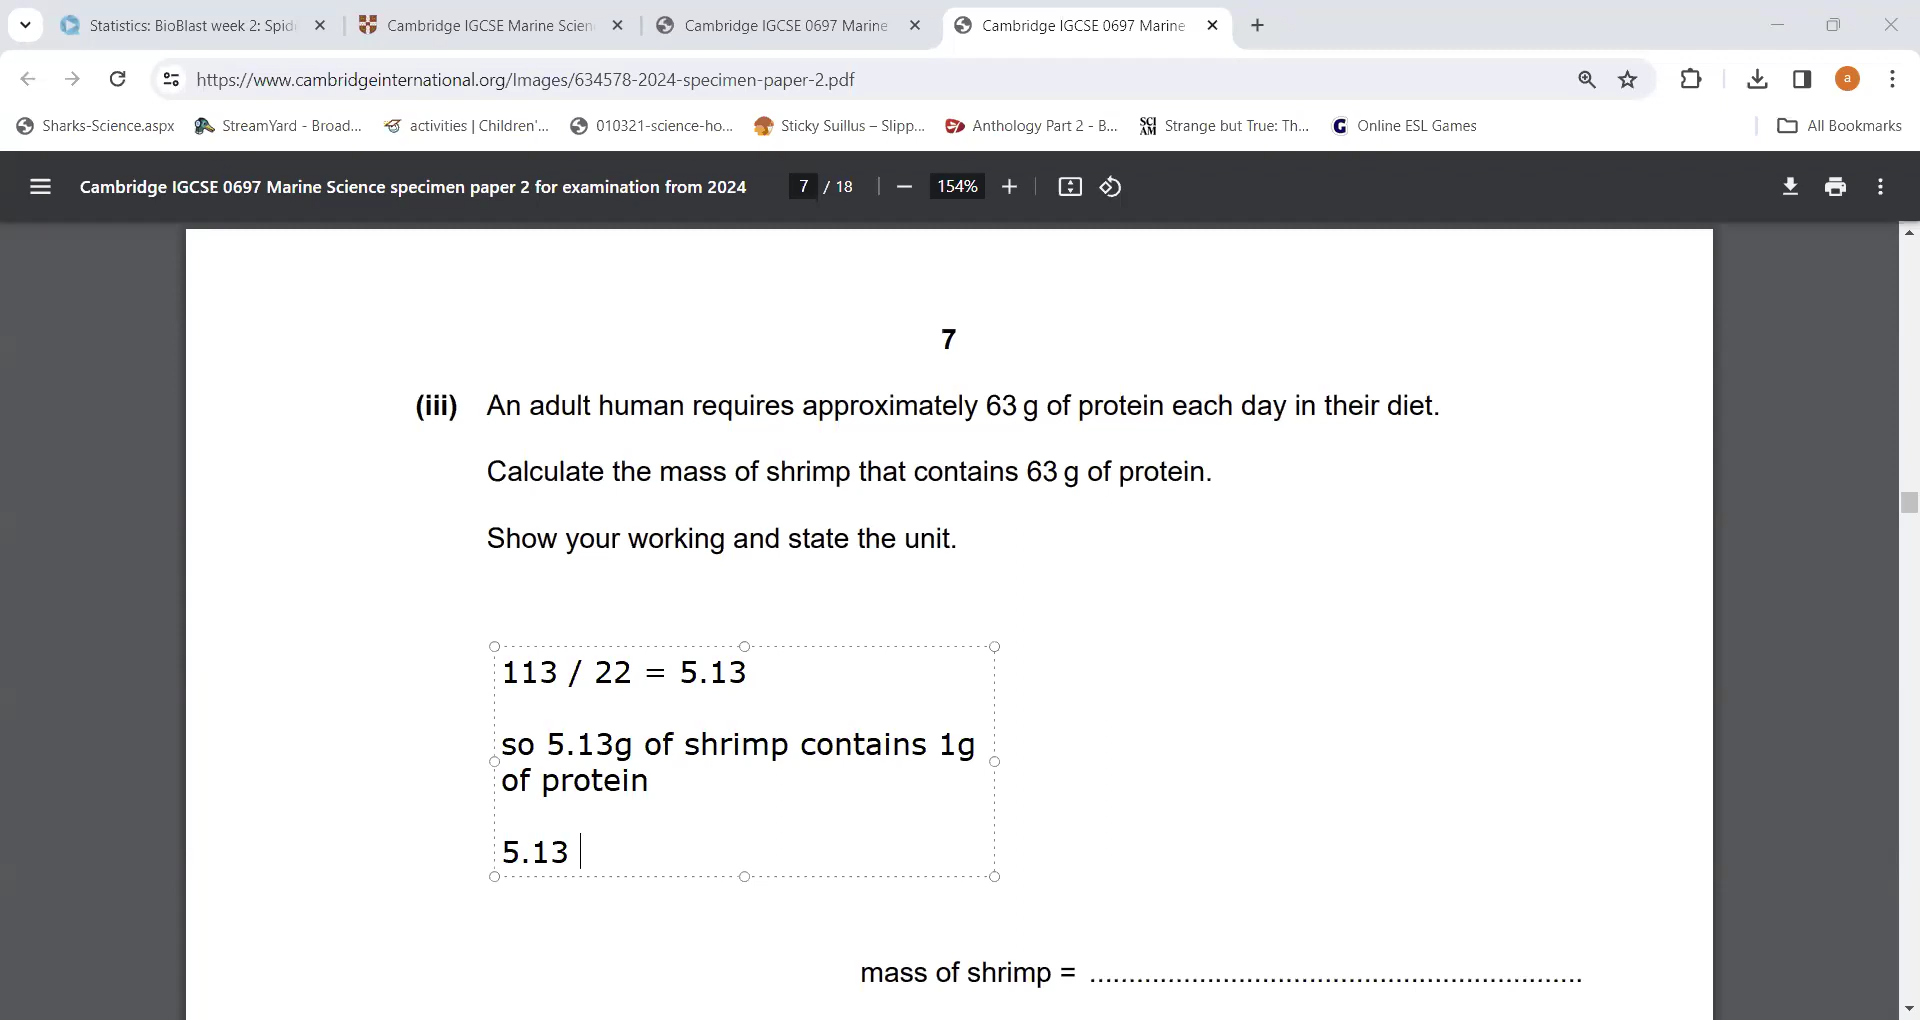 Statistics: BioBlast week 2: Spid
Cambridge IGCSE Marine Scien
Cambridge IGCSE 0697 Marine
Cambridge IGCSE 0697 Marine
https://www.cambridgeinternational.org/Images/634578-2024-specimen-paper-2.pdf
a
Sharks-Science.aspx
StreamYard - Broad...
activities | Children'...
010321-science-ho...
Sticky Suillus – Slipp...
Anthology Part 2 - B...
SCI AM
Strange but True: Th...
G
Online ESL Games
All Bookmarks
Cambridge IGCSE 0697 Marine Science specimen paper 2 for examination from 2024
7 / 18
154%
7
(iii) An adult human requires approximately 63 g of protein each day in their diet.
Calculate the mass of shrimp that contains 63 g of protein.
Show your working and state the unit.
113 / 22 = 5.13
so 5.13g of shrimp contains 1g
of protein
5.13
mass of shrimp = ..............................................................